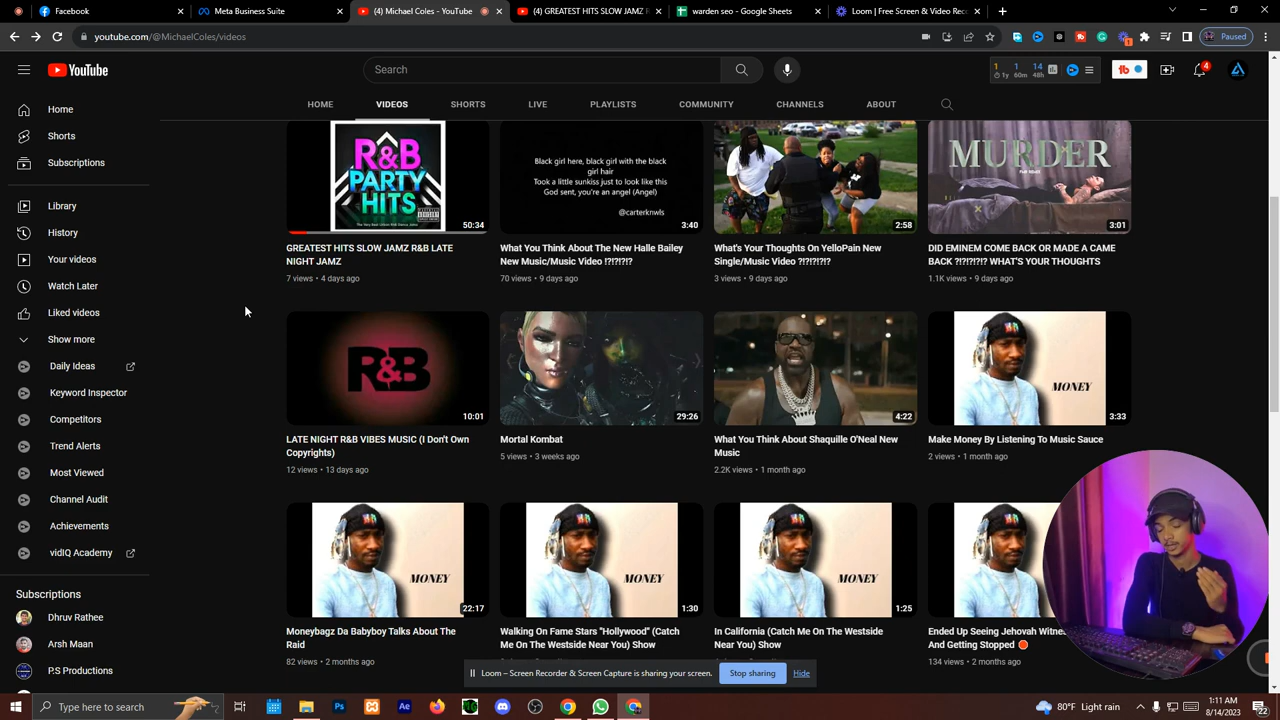 Facebook
Meta Business Suite
(4) Michael Coles - YouTube
(4) GREATEST HITS SLOW JAMZ R
warden seo - Google Sheets
Loom | Free Screen & Video Rec
youtube.com/@MichaelColes/videos
Paused
YouTube
Search
1 1 14
1y 60m 48h
4
HOME VIDEOS SHORTS LIVE PLAYLISTS COMMUNITY CHANNELS ABOUT
Home
Shorts
Subscriptions
Library
History
Your videos
Watch Later
Liked videos
Show more
Daily Ideas
Keyword Inspector
Competitors
Trend Alerts
Most Viewed
Channel Audit
Achievements
vidIQ Academy
Subscriptions
Dhruv Rathee
Arsh Maan
P.S Productions
R&B
PARTY
HITS
50:34
GREATEST HITS SLOW JAMZ R&B LATE
NIGHT JAMZ
7 views • 4 days ago
Black girl here, black girl with the black
girl hair
Took a little sunkiss just to look like this
God sent, you're an angel (Angel)
@carterknwls
3:40
What You Think About The New Halle Bailey
New Music/Music Video !?!?!?!?
70 views • 9 days ago
2:58
What's Your Thoughts On YelloPain New
Single/Music Video ?!?!?!?!?
3 views • 9 days ago
MURDER
3:01
DID EMINEM COME BACK OR MADE A CAME
BACK ?!?!?!?!? WHAT'S YOUR THOUGHTS
1.1K views • 9 days ago
R&B
10:01
LATE NIGHT R&B VIBES MUSIC (I Don't Own
Copyrights)
12 views • 13 days ago
29:26
Mortal Kombat
5 views • 3 weeks ago
4:22
What You Think About Shaquille O'Neal New
Music
2.2K views • 1 month ago
MONEY
3:33
Make Money By Listening To Music Sauce
2 views • 1 month ago
MONEY
22:17
Moneybagz Da Babyboy Talks About The
Raid
82 views • 2 months ago
MONEY
1:30
Walking On Fame Stars "Hollywood" (Catch
Me On The Westside Near You) Show
MONEY
1:25
In California (Catch Me On The Westside
Near You) Show
Ended Up Seeing Jehovah Witnes
And Getting Stopped
134 views • 2 months ago
Loom – Screen Recorder & Screen Capture is sharing your screen.
Stop sharing
Hide
Type here to search
80°F Light rain
1:11 AM
8/14/2023
22